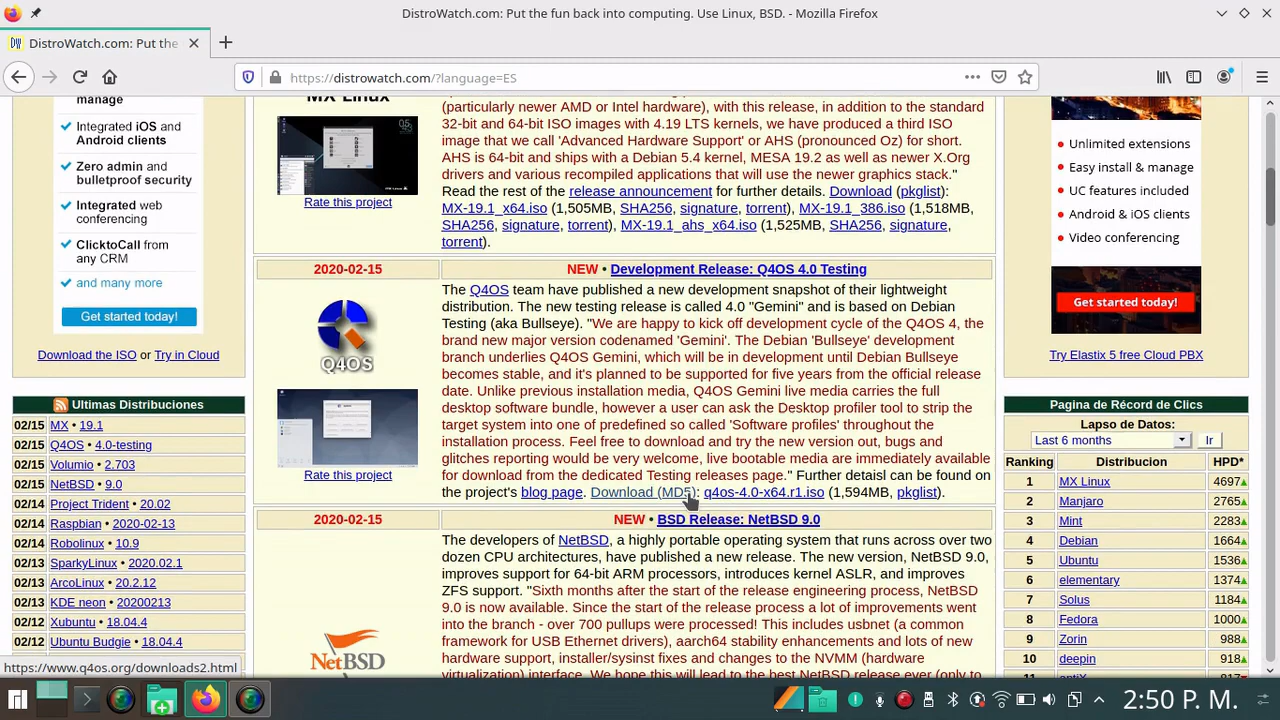 DistroWatch.com: Put the fun back into computing. Use Linux, BSD. - Mozilla Firefox
DistroWatch.com: Put the
https://distrowatch.com/?language=ES
manage
Integrated iOS and
Android clients
Zero admin and
bulletproof security
Integrated web
conferencing
ClicktoCall from
any CRM
and many more
Get started today!
Download the ISO or Try in Cloud
Ultimas Distribuciones
02/15 MX • 19.1
02/15 Q4OS • 4.0-testing
02/15 Volumio • 2.703
02/15 NetBSD • 9.0
02/14 Project Trident • 20.02
02/14 Raspbian • 2020-02-13
02/14 Robolinux • 10.9
02/13 SparkyLinux • 2020.02.1
02/13 ArcoLinux • 20.2.12
02/13 KDE neon • 20200213
02/12 Xubuntu • 18.04.4
02/12 Ubuntu Budgie • 18.04.4
https://www.q4os.org/downloads2.html
MX Linux
Rate this project
(particularly newer AMD or Intel hardware), with this release, in addition to the standard
32-bit and 64-bit ISO images with 4.19 LTS kernels, we have produced a third ISO
image that we call 'Advanced Hardware Support' or AHS (pronounced Oz) for short.
AHS is 64-bit and ships with a Debian 5.4 kernel, MESA 19.2 as well as newer X.Org
drivers and various recompiled applications that will use the newer graphics stack."
Read the rest of the release announcement for further details. Download (pkglist):
MX-19.1_x64.iso (1,505MB, SHA256, signature, torrent), MX-19.1_386.iso (1,518MB,
SHA256, signature, torrent), MX-19.1_ahs_x64.iso (1,525MB, SHA256, signature,
torrent).
2020-02-15
NEW • Development Release: Q4OS 4.0 Testing
Q4OS
Rate this project
The Q4OS team have published a new development snapshot of their lightweight
distribution. The new testing release is called 4.0 "Gemini" and is based on Debian
Testing (aka Bullseye). "We are happy to kick off development cycle of the Q4OS 4, the
brand new major version codenamed 'Gemini'. The Debian 'Bullseye' development
branch underlies Q4OS Gemini, which will be in development until Debian Bullseye
becomes stable, and it's planned to be supported for five years from the official release
date. Unlike previous installation media, Q4OS Gemini live media carries the full
desktop software bundle, however a user can ask the Desktop profiler tool to strip the
target system into one of predefined so called 'Software profiles' throughout the
installation process. Feel free to download and try the new version out, bugs and
glitches reporting would be very welcome, live bootable media are immediately available
for download from the dedicated Testing releases page." Further detaisl can be found on
the project's blog page. Download (MD5): q4os-4.0-x64.r1.iso (1,594MB, pkglist).
2020-02-15
NEW • BSD Release: NetBSD 9.0
NetBSD
The developers of NetBSD, a highly portable operating system that runs across over two
dozen CPU architectures, have published a new release. The new version, NetBSD 9.0,
improves support for 64-bit ARM processors, introduces kernel ASLR, and improves
ZFS support. "Sixth months after the start of the release engineering process, NetBSD
9.0 is now available. Since the start of the release process a lot of improvements went
into the branch - over 700 pullups were processed! This includes usbnet (a common
framework for USB Ethernet drivers), aarch64 stability enhancements and lots of new
hardware support, installer/sysinst fixes and changes to the NVMM (hardware
virtualization) interface. We hope this will lead to the best NetBSD release ever (only to
Unlimited extensions
Easy install & manage
UC features included
Android & iOS clients
Video conferencing
Get started today!
Try Elastix 5 free Cloud PBX
Pagina de Récord de Clics
Lapso de Datos:
Last 6 months Ir
Ranking Distribucion HPD*
1 MX Linux 4697
2 Manjaro 2765
3 Mint 2283
4 Debian 1664
5 Ubuntu 1536
6 elementary 1374
7 Solus 1184
8 Fedora 1000
9 Zorin 988
10 deepin 918
2:50 P. M.